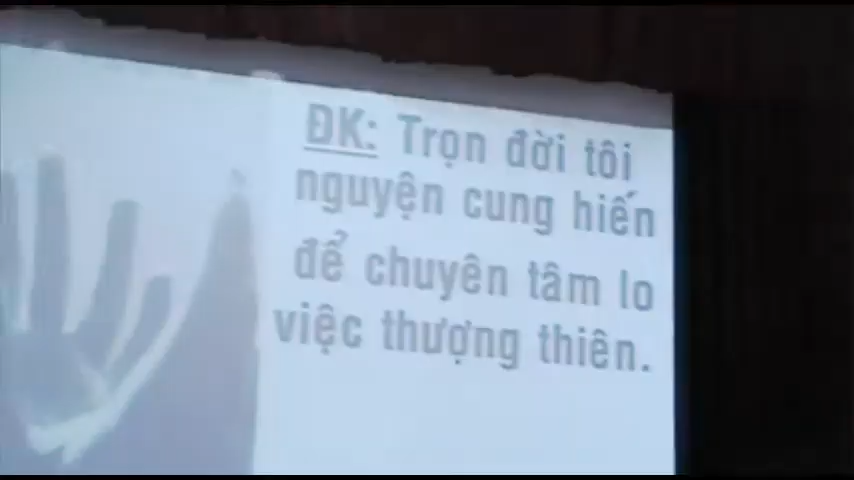 ĐK: Trọn đời tôi
nguyện cung hiến
để chuyên tâm lo
việc thượng thiên.